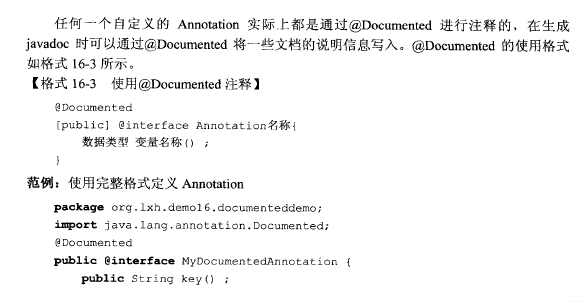 任何一个自定义的 Annotation 实际上都是通过@Documented 进行注释的，在生成
javadoc 时可以通过@Documented 将一些文档的说明信息写入。@Documented 的使用格式
如格式 16-3 所示。
【格式 16-3 使用@Documented 注释】
@Documented
[public] @interface Annotation名称{
数据类型 变量名称() ;
}
范例：使用完整格式定义 Annotation
package org.lxh.demo16.documenteddemo;
import java.lang.annotation.Documented;
@Documented
public @interface MyDocumentedAnnotation {
public String key() ;